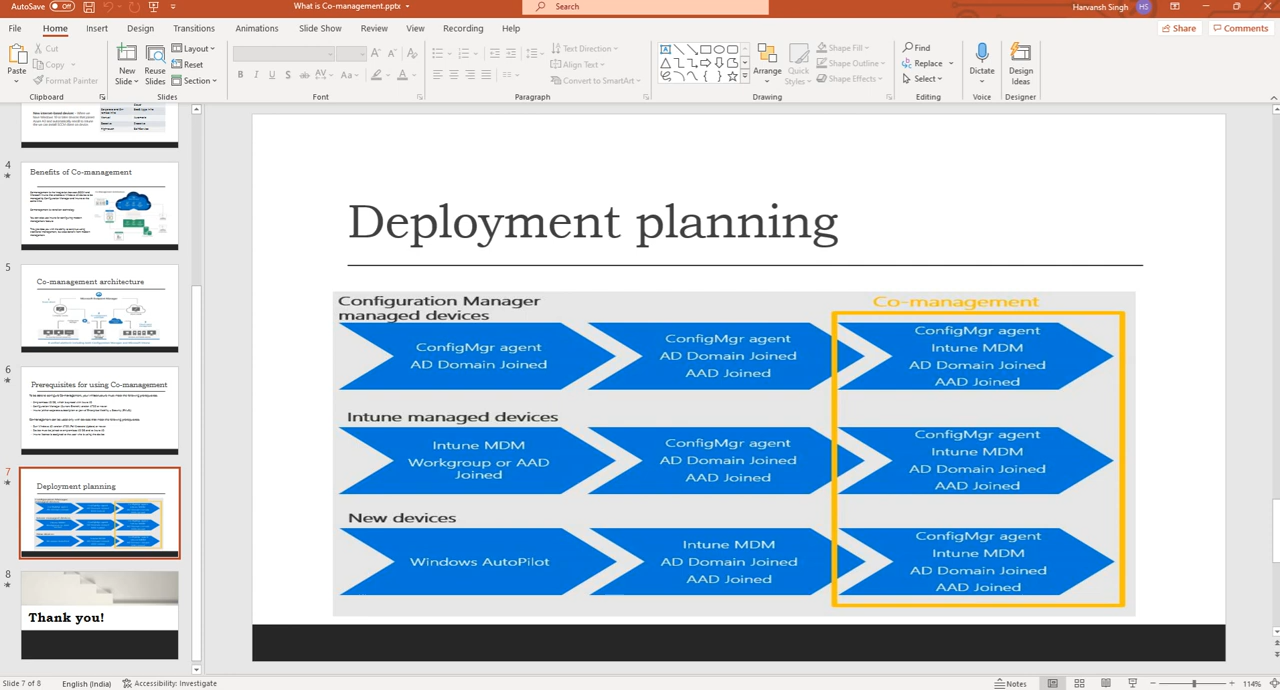 AutoSave Off
What is Co-management.pptx
Search
Harvansh Singh HS
File Home Insert Design Transitions Animations Slide Show Review View Recording Help
Share Comments
Paste
Cut
Copy
Format Painter
New Slide
Reuse Slides
Layout
Reset
Section
Text Direction
Align Text
Convert to SmartArt
Arrange
Quick Styles
Shape Fill
Shape Outline
Shape Effects
Find
Replace
Select
Dictate
Design Ideas
Clipboard Slides Font Paragraph Drawing Editing Voice Designer
4
Benefits of Co-management
5
Co-management architecture
6
Prerequisites for using Co-management
7
Deployment planning
8
Thank you!
Deployment planning
Configuration Manager
managed devices
Co-management
ConfigMgr agent
AD Domain Joined
ConfigMgr agent
AD Domain Joined
AAD Joined
ConfigMgr agent
Intune MDM
AD Domain Joined
AAD Joined
Intune managed devices
Intune MDM
Workgroup or AAD
Joined
ConfigMgr agent
AD Domain Joined
AAD Joined
ConfigMgr agent
Intune MDM
AD Domain Joined
AAD Joined
New devices
Windows AutoPilot
Intune MDM
AD Domain Joined
AAD Joined
ConfigMgr agent
Intune MDM
AD Domain Joined
AAD Joined
Slide 7 of 8
English (India)
Accessibility: Investigate
Notes
114%